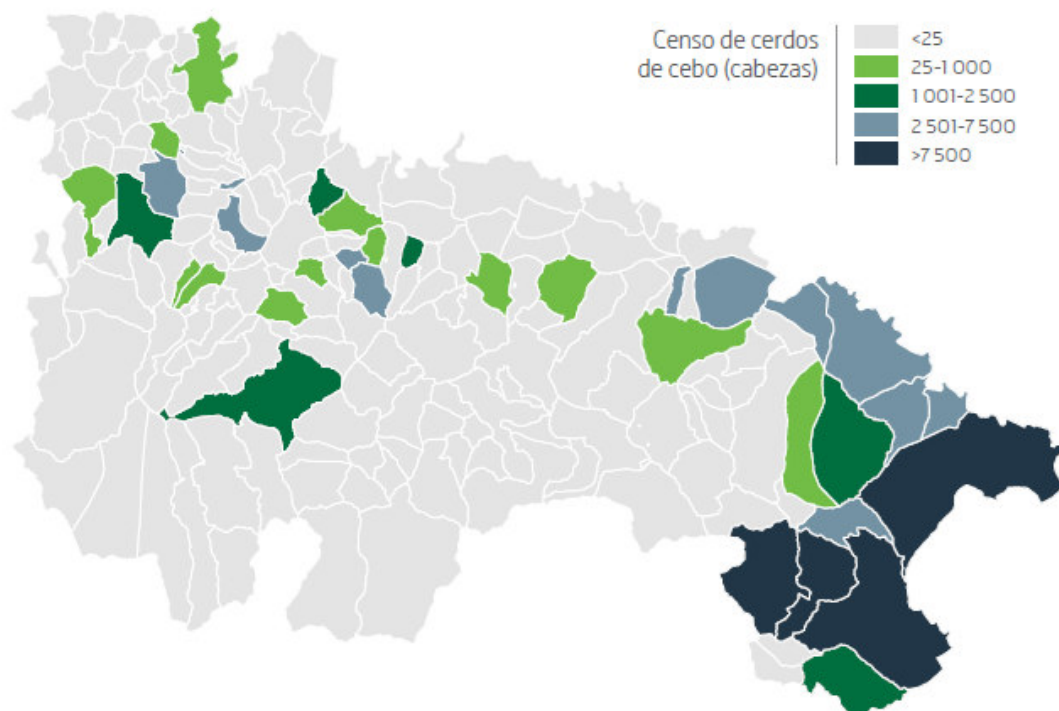 Censo de cerdos
de cebo (cabezas)
<25
25-1 000
1 001-2 500
2 501-7 500
>7 500